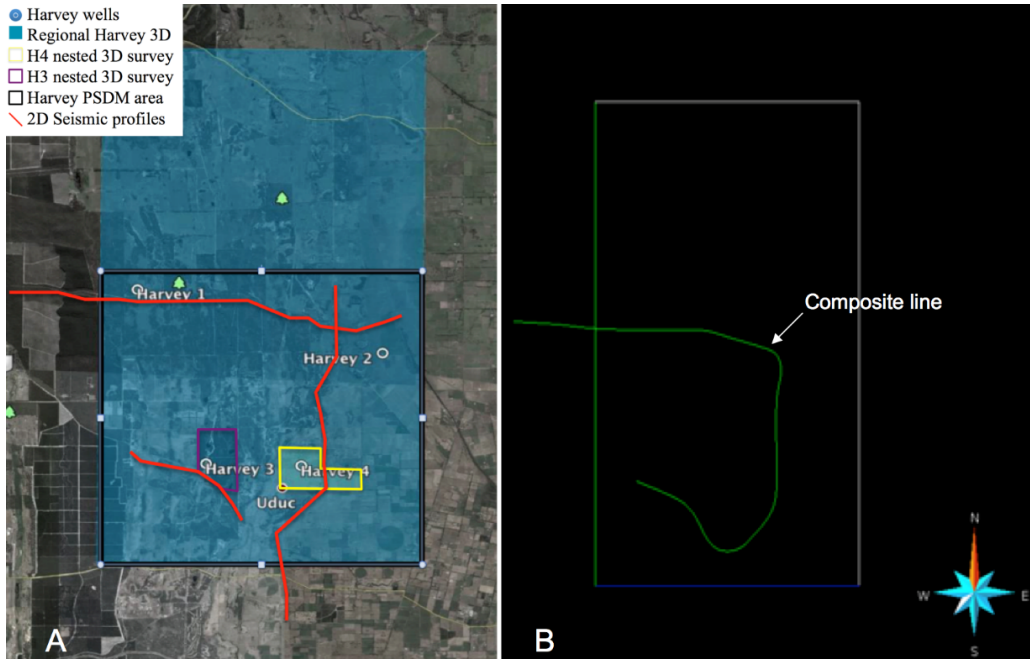 Harvey wells
Regional Harvey 3D
H4 nested 3D survey
H3 nested 3D survey
Harvey PSDM area
2D Seismic profiles
Harvey 1
Harvey 2
Harvey 3
Harvey 4
Uduc
A
Composite line
N
W
E
S
B